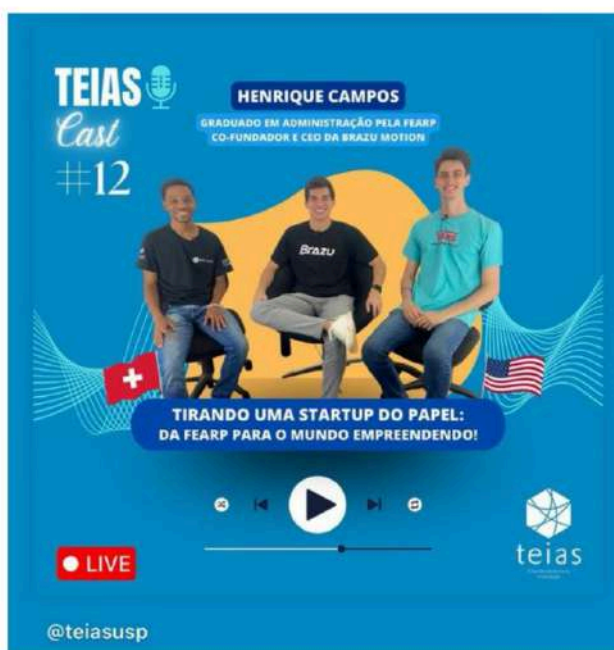 TEIAS
Cast
#12
HENRIQUE CAMPOS
GRADUADO EM ADMINISTRAÇÃO PELA FEARP
CO-FUNDADOR E CEO DA BRAZU MOTION
BRAZU
TIRANDO UMA STARTUP DO PAPEL:
DA FEARP PARA O MUNDO EMPREENDENDO!
LIVE
teias
@teiasusp